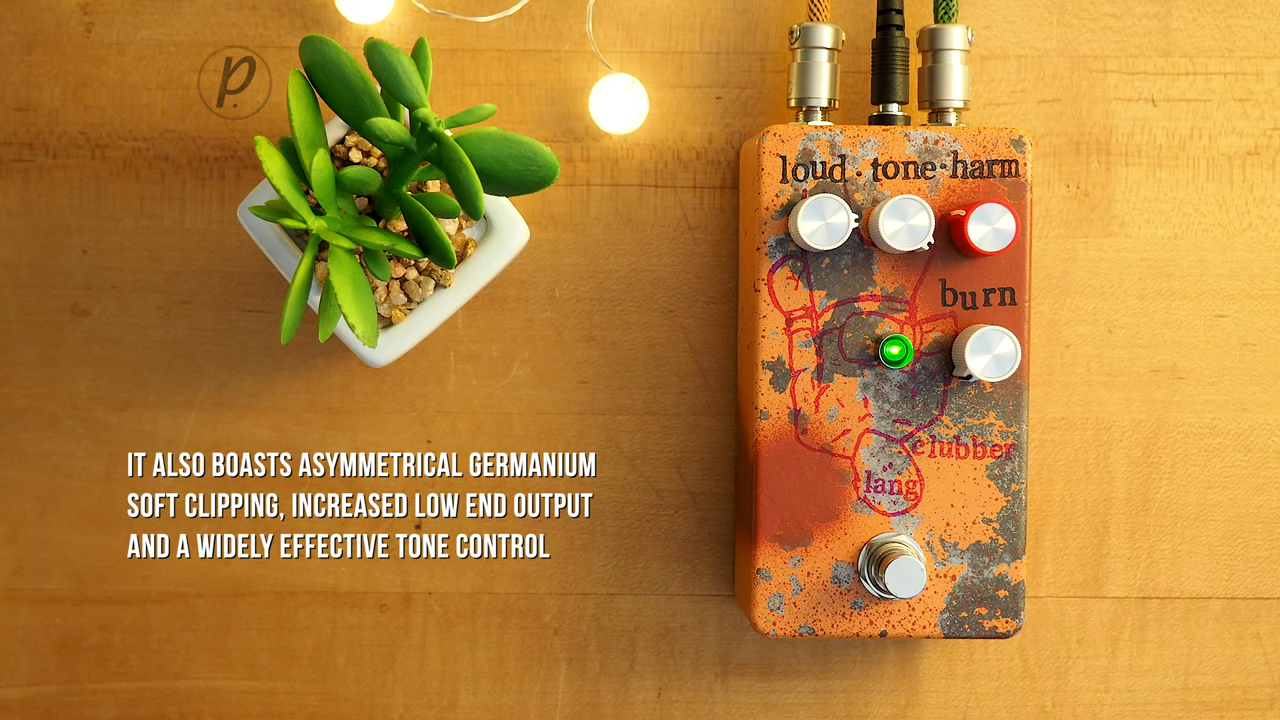 p.
loud · tone · harm
burn
clubber
lang
IT ALSO BOASTS ASYMMETRICAL GERMANIUM
SOFT CLIPPING, INCREASED LOW END OUTPUT
AND A WIDELY EFFECTIVE TONE CONTROL